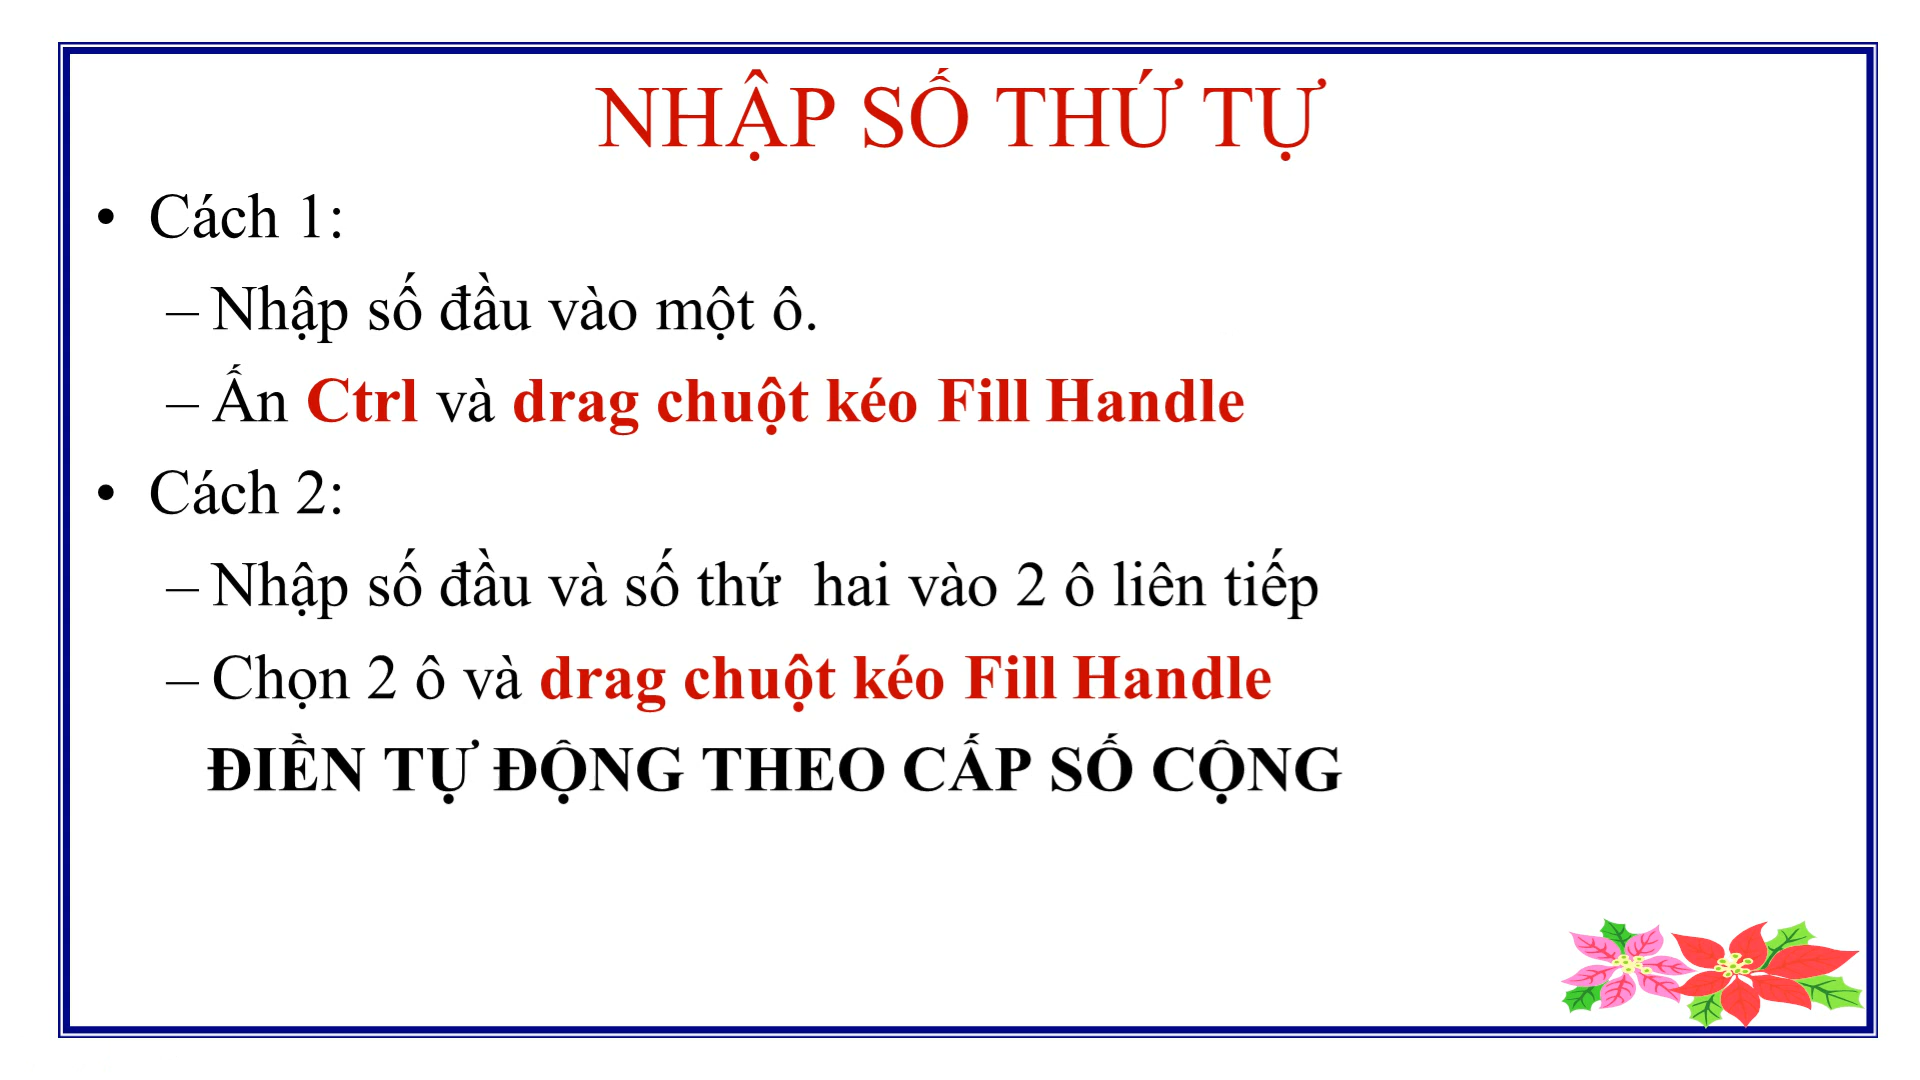 NHẬP SỐ THỨ TỰ
• Cách 1:
– Nhập số đầu vào một ô.
– Ấn Ctrl và drag chuột kéo Fill Handle
• Cách 2:
– Nhập số đầu và số thứ hai vào 2 ô liên tiếp
– Chọn 2 ô và drag chuột kéo Fill Handle
ĐIỀN TỰ ĐỘNG THEO CẤP SỐ CỘNG